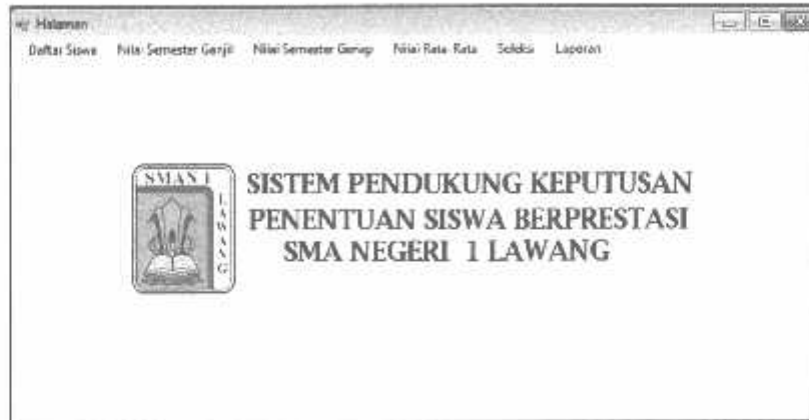 Halaman
Daftar Siswa Nilai Semester Ganjil Nilai Semester Genap Nilai Rata-Rata Seleksi Laporan
SMAN 1
LAWANG
SISTEM PENDUKUNG KEPUTUSAN
PENENTUAN SISWA BERPRESTASI
SMA NEGERI 1 LAWANG